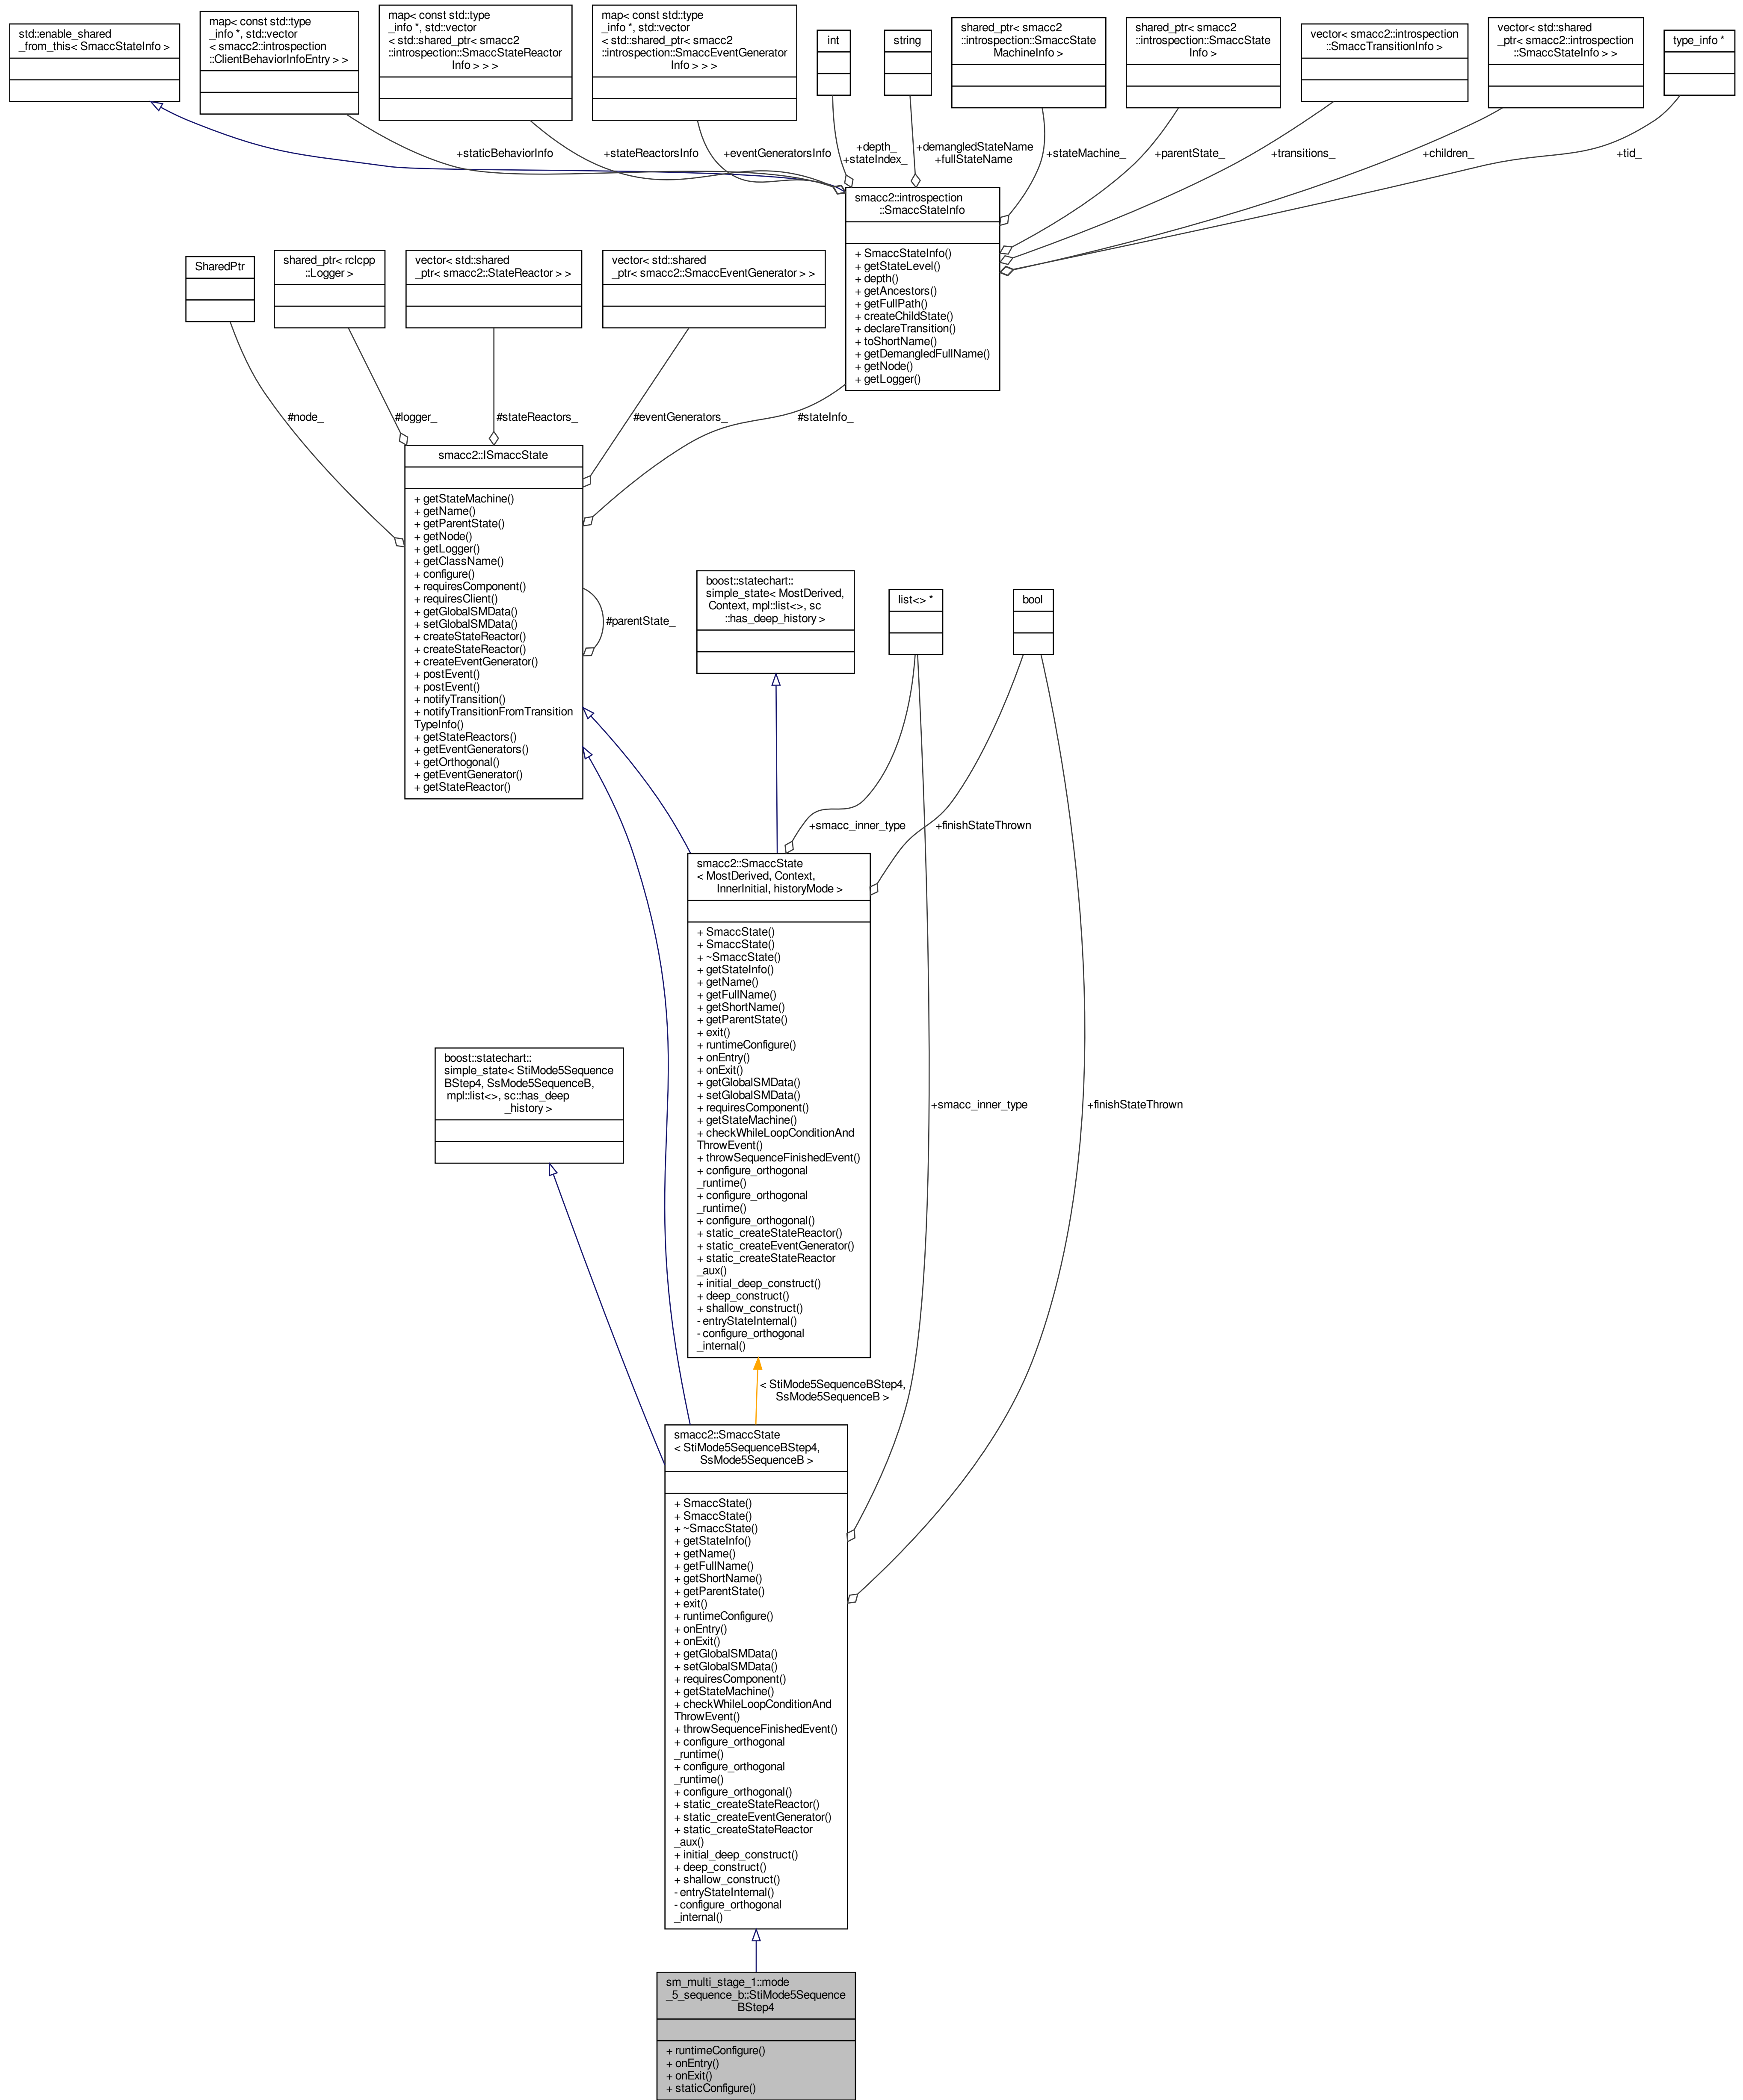 std::enable_shared
_from_this< SmaccStateInfo >
map< const std::type
_info *, std::vector
< smacc2::introspection
::ClientBehaviorInfoEntry > >
map< const std::type
_info *, std::vector
< std::shared_ptr< smacc2
::introspection::SmaccStateReactor
Info > > >
map< const std::type
_info *, std::vector
< std::shared_ptr< smacc2
::introspection::SmaccEventGenerator
Info > > >
int
string
shared_ptr< smacc2
::introspection::SmaccState
MachineInfo >
shared_ptr< smacc2
::introspection::SmaccState
Info >
vector< smacc2::introspection
::SmaccTransitionInfo >
vector< std::shared
_ptr< smacc2::introspection
::SmaccStateInfo > >
type_info *
+staticBehaviorInfo
+stateReactorsInfo
+eventGeneratorsInfo
+depth_
+stateIndex_
+demangledStateName
+fullStateName
+stateMachine_
+parentState_
+transitions_
+children_
+tid_
smacc2::introspection
::SmaccStateInfo
+ SmaccStateInfo()
+ getStateLevel()
+ depth()
+ getAncestors()
+ getFullPath()
+ createChildState()
+ declareTransition()
+ toShortName()
+ getDemangledFullName()
+ getNode()
+ getLogger()
SharedPtr
shared_ptr< rclcpp
::Logger >
vector< std::shared
_ptr< smacc2::StateReactor > >
vector< std::shared
_ptr< smacc2::SmaccEventGenerator > >
#node_
#logger_
#stateReactors_
#eventGenerators_
#stateInfo_
smacc2::ISmaccState
+ getStateMachine()
+ getName()
+ getParentState()
+ getNode()
+ getLogger()
+ getClassName()
+ configure()
+ requiresComponent()
+ requiresClient()
+ getGlobalSMData()
+ setGlobalSMData()
+ createStateReactor()
+ createStateReactor()
+ createEventGenerator()
+ postEvent()
+ postEvent()
+ notifyTransition()
+ notifyTransitionFromTransition
TypeInfo()
+ getStateReactors()
+ getEventGenerators()
+ getOrthogonal()
+ getEventGenerator()
+ getStateReactor()
#parentState_
boost::statechart::
simple_state< MostDerived,
Context, mpl::list<>, sc
::has_deep_history >
list<> *
bool
+smacc_inner_type
+finishStateThrown
smacc2::SmaccState
< MostDerived, Context,
InnerInitial, historyMode >
+ SmaccState()
+ SmaccState()
+ ~SmaccState()
+ getStateInfo()
+ getName()
+ getFullName()
+ getShortName()
+ getParentState()
+ exit()
+ runtimeConfigure()
+ onEntry()
+ onExit()
+ getGlobalSMData()
+ setGlobalSMData()
+ requiresComponent()
+ getStateMachine()
+ checkWhileLoopConditionAnd
ThrowEvent()
+ throwSequenceFinishedEvent()
+ configure_orthogonal
_runtime()
+ configure_orthogonal
_runtime()
+ configure_orthogonal()
+ static_createStateReactor()
+ static_createEventGenerator()
+ static_createStateReactor
_aux()
+ initial_deep_construct()
+ deep_construct()
+ shallow_construct()
- entryStateInternal()
- configure_orthogonal
_internal()
boost::statechart::
simple_state< StiMode5Sequence
BStep4, SsMode5SequenceB,
mpl::list<>, sc::has_deep
_history >
+smacc_inner_type
+finishStateThrown
< StiMode5SequenceBStep4,
SsMode5SequenceB >
smacc2::SmaccState
< StiMode5SequenceBStep4,
SsMode5SequenceB >
+ SmaccState()
+ SmaccState()
+ ~SmaccState()
+ getStateInfo()
+ getName()
+ getFullName()
+ getShortName()
+ getParentState()
+ exit()
+ runtimeConfigure()
+ onEntry()
+ onExit()
+ getGlobalSMData()
+ setGlobalSMData()
+ requiresComponent()
+ getStateMachine()
+ checkWhileLoopConditionAnd
ThrowEvent()
+ throwSequenceFinishedEvent()
+ configure_orthogonal
_runtime()
+ configure_orthogonal
_runtime()
+ configure_orthogonal()
+ static_createStateReactor()
+ static_createEventGenerator()
+ static_createStateReactor
_aux()
+ initial_deep_construct()
+ deep_construct()
+ shallow_construct()
- entryStateInternal()
- configure_orthogonal
_internal()
sm_multi_stage_1::mode
_5_sequence_b::StiMode5Sequence
BStep4
+ runtimeConfigure()
+ onEntry()
+ onExit()
+ staticConfigure()